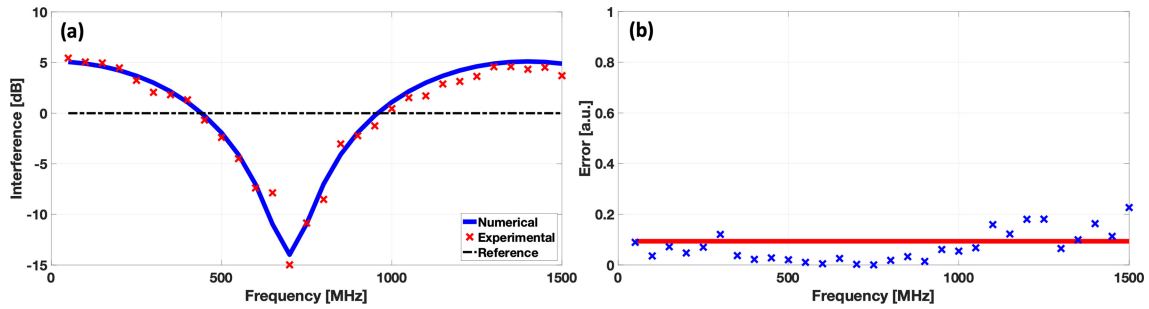 (a)
10
5
0
-5
-10
-15
Interference [dB]
500
1000
1500
Frequency [MHz]
Numerical
Experimental
Reference
(b)
1
0.8
0.6
0.4
0.2
0
Error [a.u.]
0
500
1000
1500
Frequency [MHz]